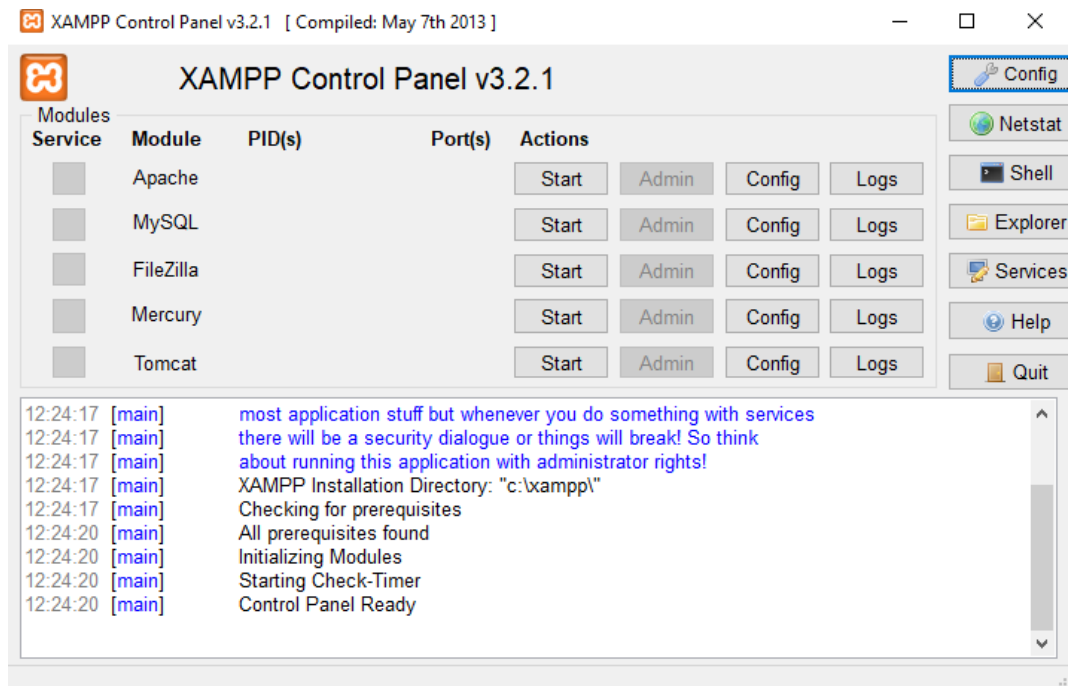 XAMPP Control Panel v3.2.1 [ Compiled: May 7th 2013 ]
XAMPP Control Panel v3.2.1
Config
Modules
Netstat
Service Module PID(s) Port(s) Actions
Apache Start Admin Config Logs
Shell
MySQL Start Admin Config Logs
Explorer
FileZilla Start Admin Config Logs
Services
Mercury Start Admin Config Logs
Help
Tomcat Start Admin Config Logs
Quit
12:24:17 [main] most application stuff but whenever you do something with services
12:24:17 [main] there will be a security dialogue or things will break! So think
12:24:17 [main] about running this application with administrator rights!
12:24:17 [main] XAMPP Installation Directory: "c:\xampp\"
12:24:17 [main] Checking for prerequisites
12:24:20 [main] All prerequisites found
12:24:20 [main] Initializing Modules
12:24:20 [main] Starting Check-Timer
12:24:20 [main] Control Panel Ready